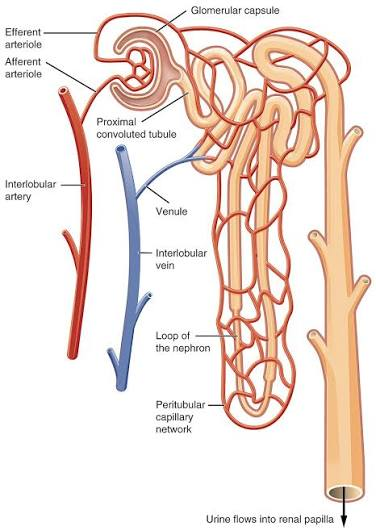 Glomerular capsule
Efferent
arteriole
Afferent
arteriole
Proximal
convoluted tubule
Interlobular
artery
Venule
Interlobular
vein
Loop of
the nephron
Peritubular
capillary
network
Urine flows into renal papilla